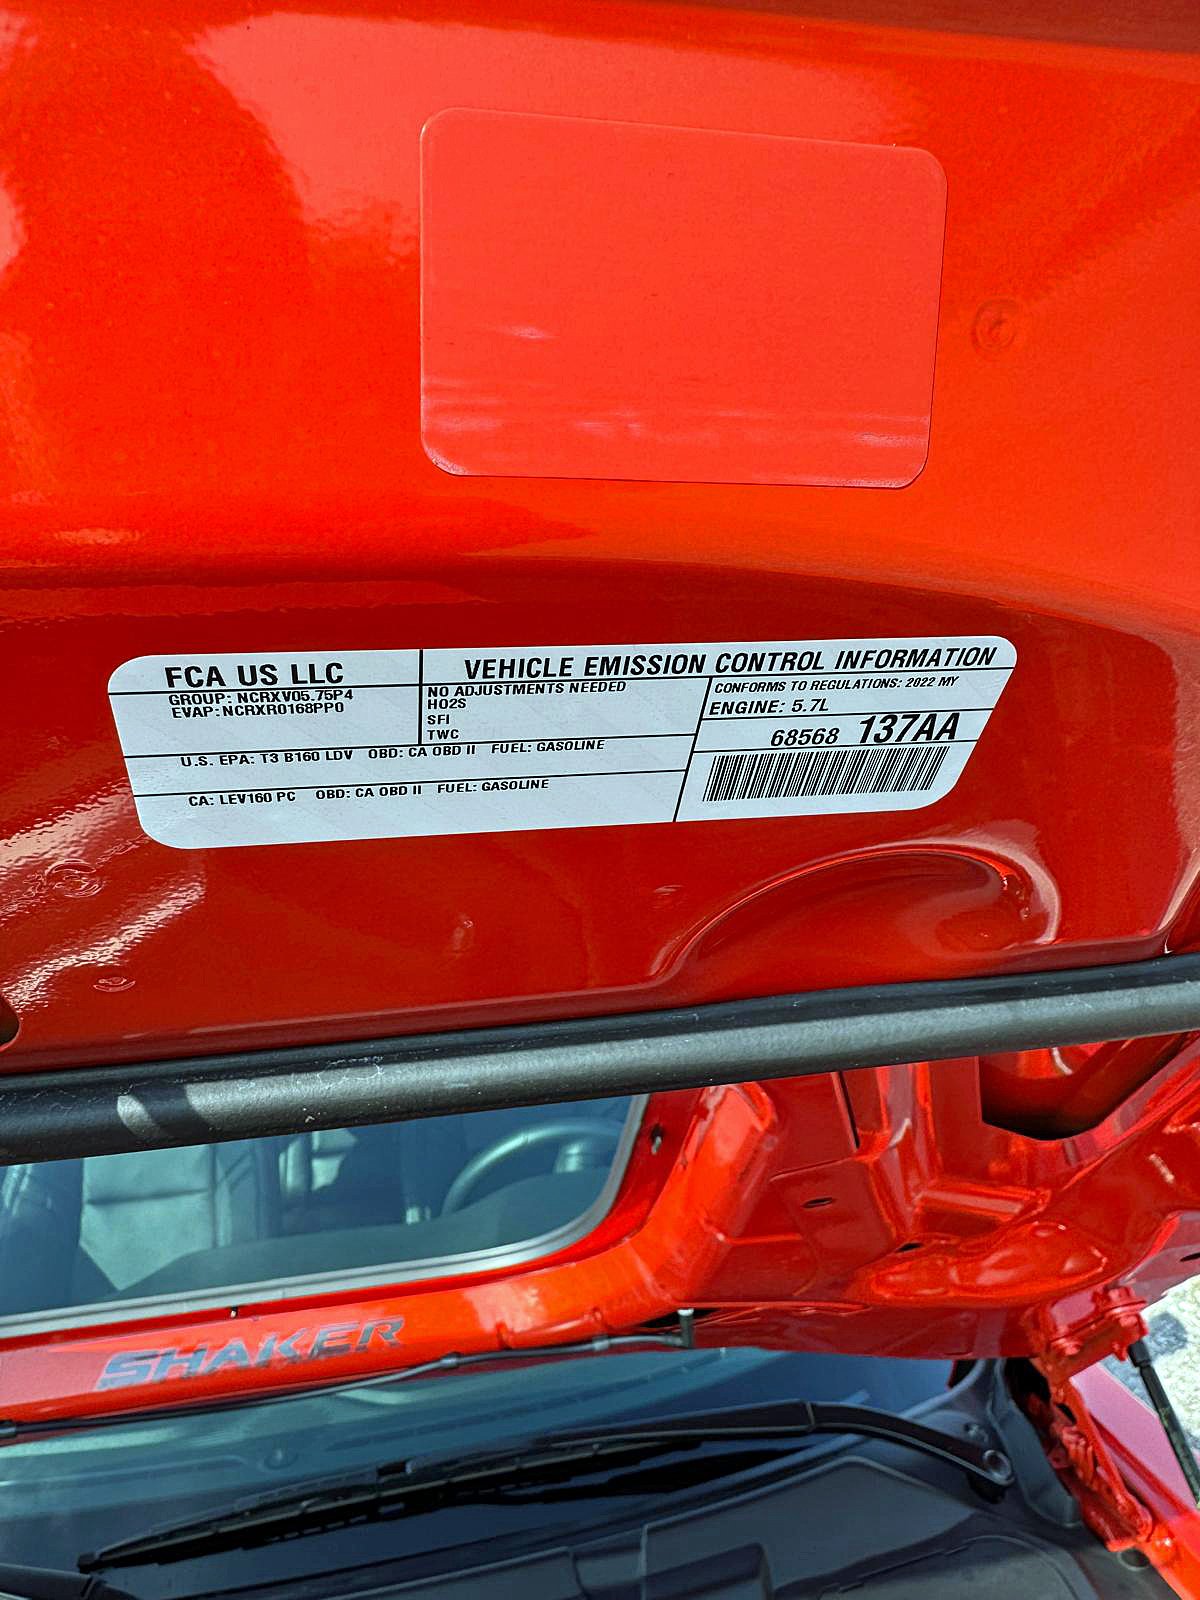 FCA US LLC
VEHICLE EMISSION CONTROL INFORMATION
GROUP: NCRXV05.75P4
EVAP:NCRXR0168PP0
NO ADJUSTMENTS NEEDED
HO2S
SFI
TWC
CONFORMS TO REGULATIONS: 2022 MY
ENGINE: 5.7L
68568 137AA
U.S. EPA: T3 B160 LDV OBD: CA OBD II FUEL: GASOLINE
CA: LEV160 PC OBD: CA OBD II FUEL: GASOLINE
SHAKER